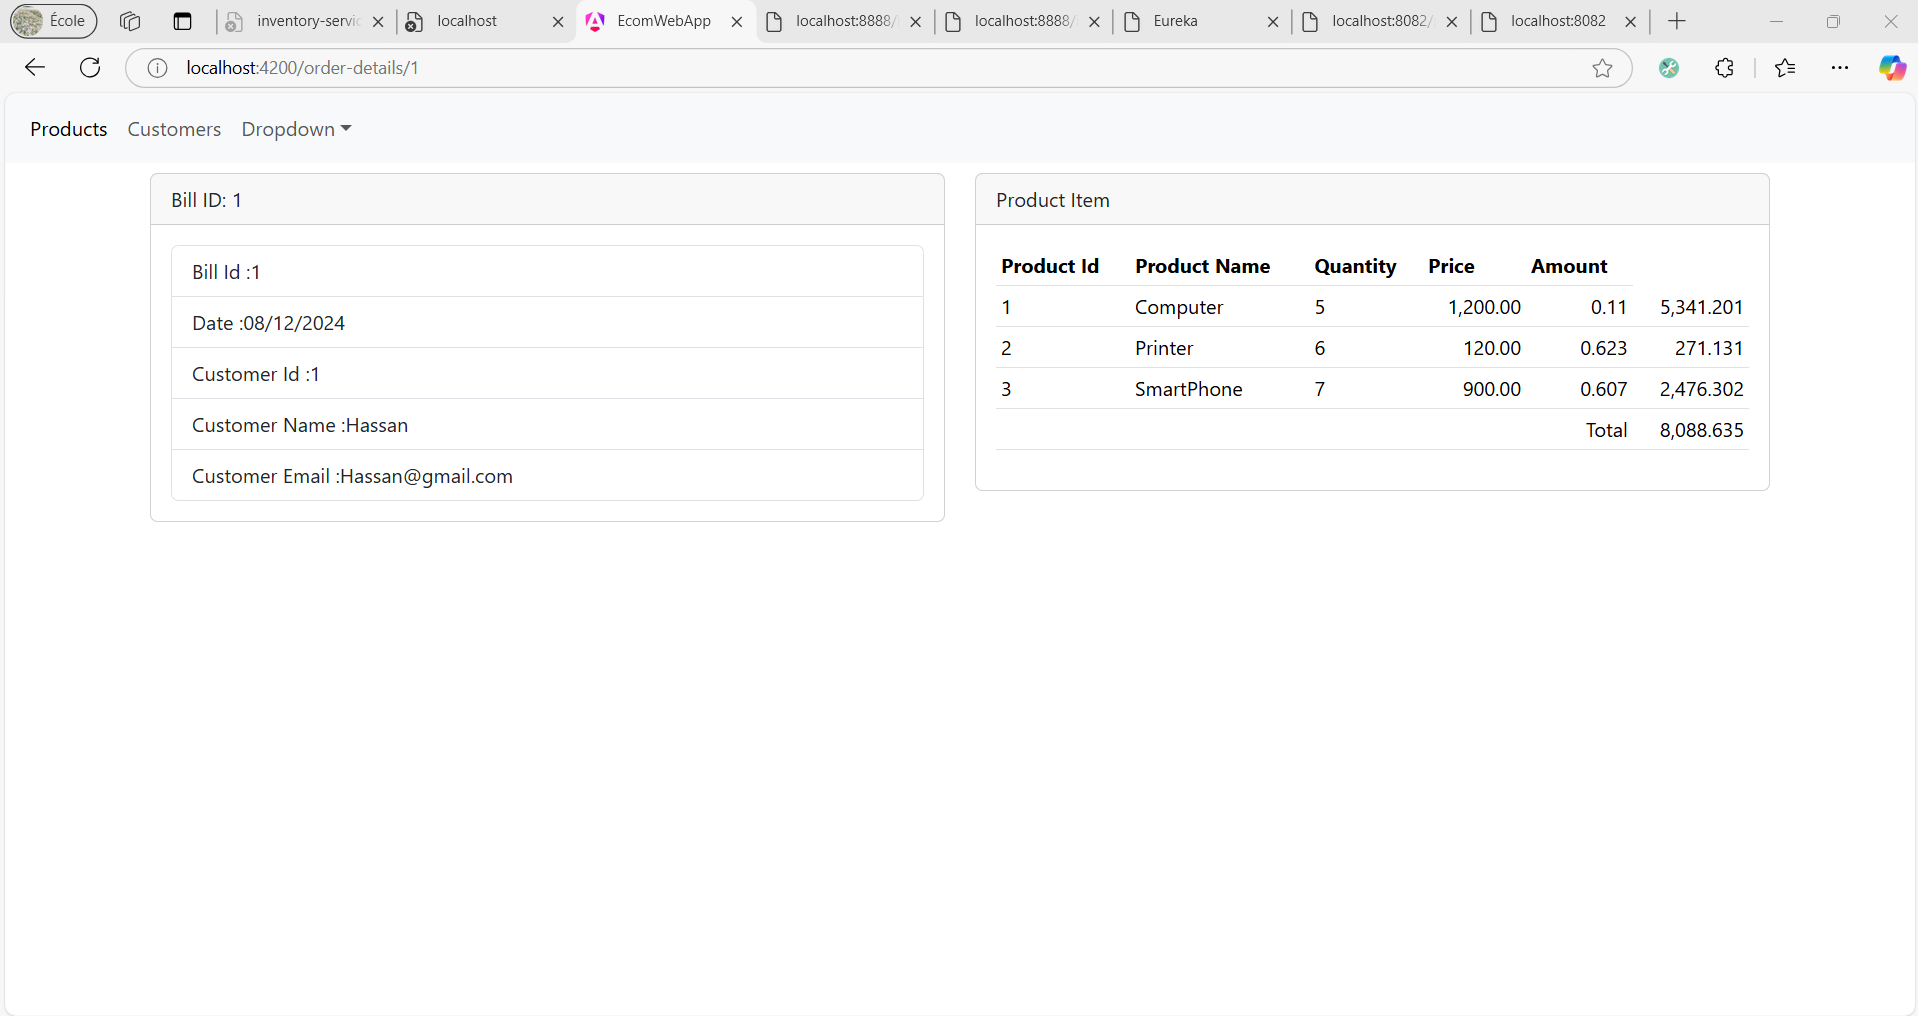 École
inventory-servic
localhost
EcomWebApp
localhost:8888/
localhost:8888/
Eureka
localhost:8082/
localhost:8082
localhost:4200/order-details/1
Products Customers Dropdown
Bill ID: 1
Bill Id :1
Date :08/12/2024
Customer Id :1
Customer Name :Hassan
Customer Email :Hassan@gmail.com
Product Item
Product Id Product Name Quantity Price Amount
1 Computer 5 1,200.00 0.11 5,341.201
2 Printer 6 120.00 0.623 271.131
3 SmartPhone 7 900.00 0.607 2,476.302
Total 8,088.635